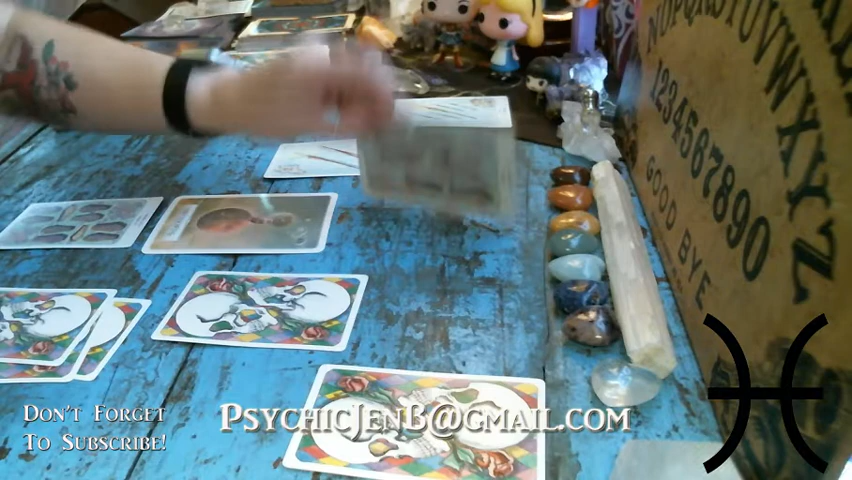 NOPQRSTUVWXYZ
1234567890
GOOD BYE
DON'T FORGET
TO SUBSCRIBE!
PSYCHICJENB@GMAIL.COM